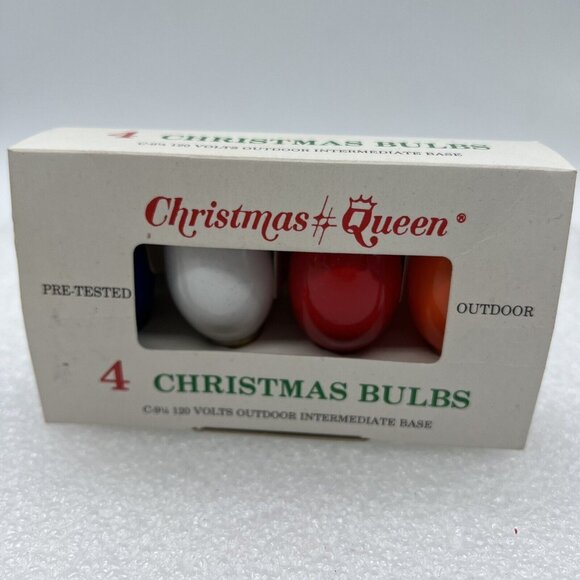 4 CHRISTMAS BULBS
C-9¼ 120 VOLTS OUTDOOR INTERMEDIATE BASE
Christmas Queen®
PRE-TESTED
OUTDOOR
4 CHRISTMAS BULBS
C-9¼ 120 VOLTS OUTDOOR INTERMEDIATE BASE